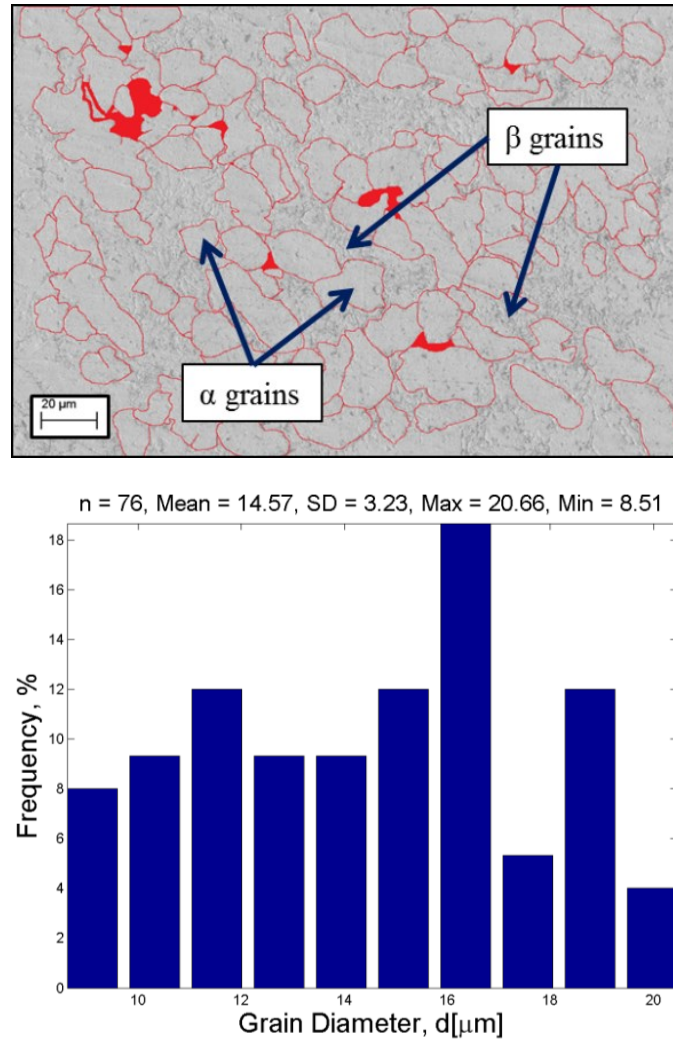 β grains
α grains
20 µm
n = 76, Mean = 14.57, SD = 3.23, Max = 20.66, Min = 8.51
18
16
14
12
10
8
6
4
2
0
Frequency, %
10 12 14 16 18 20
Grain Diameter, d[µm]